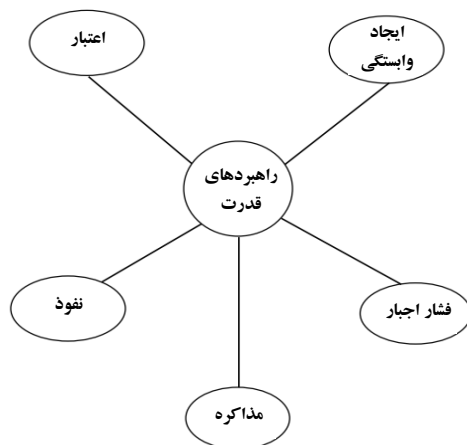 اعتبار
ایجاد
وابستگی
راهبردهای
قدرت
نفوذ
فشار اجبار
مذاکره